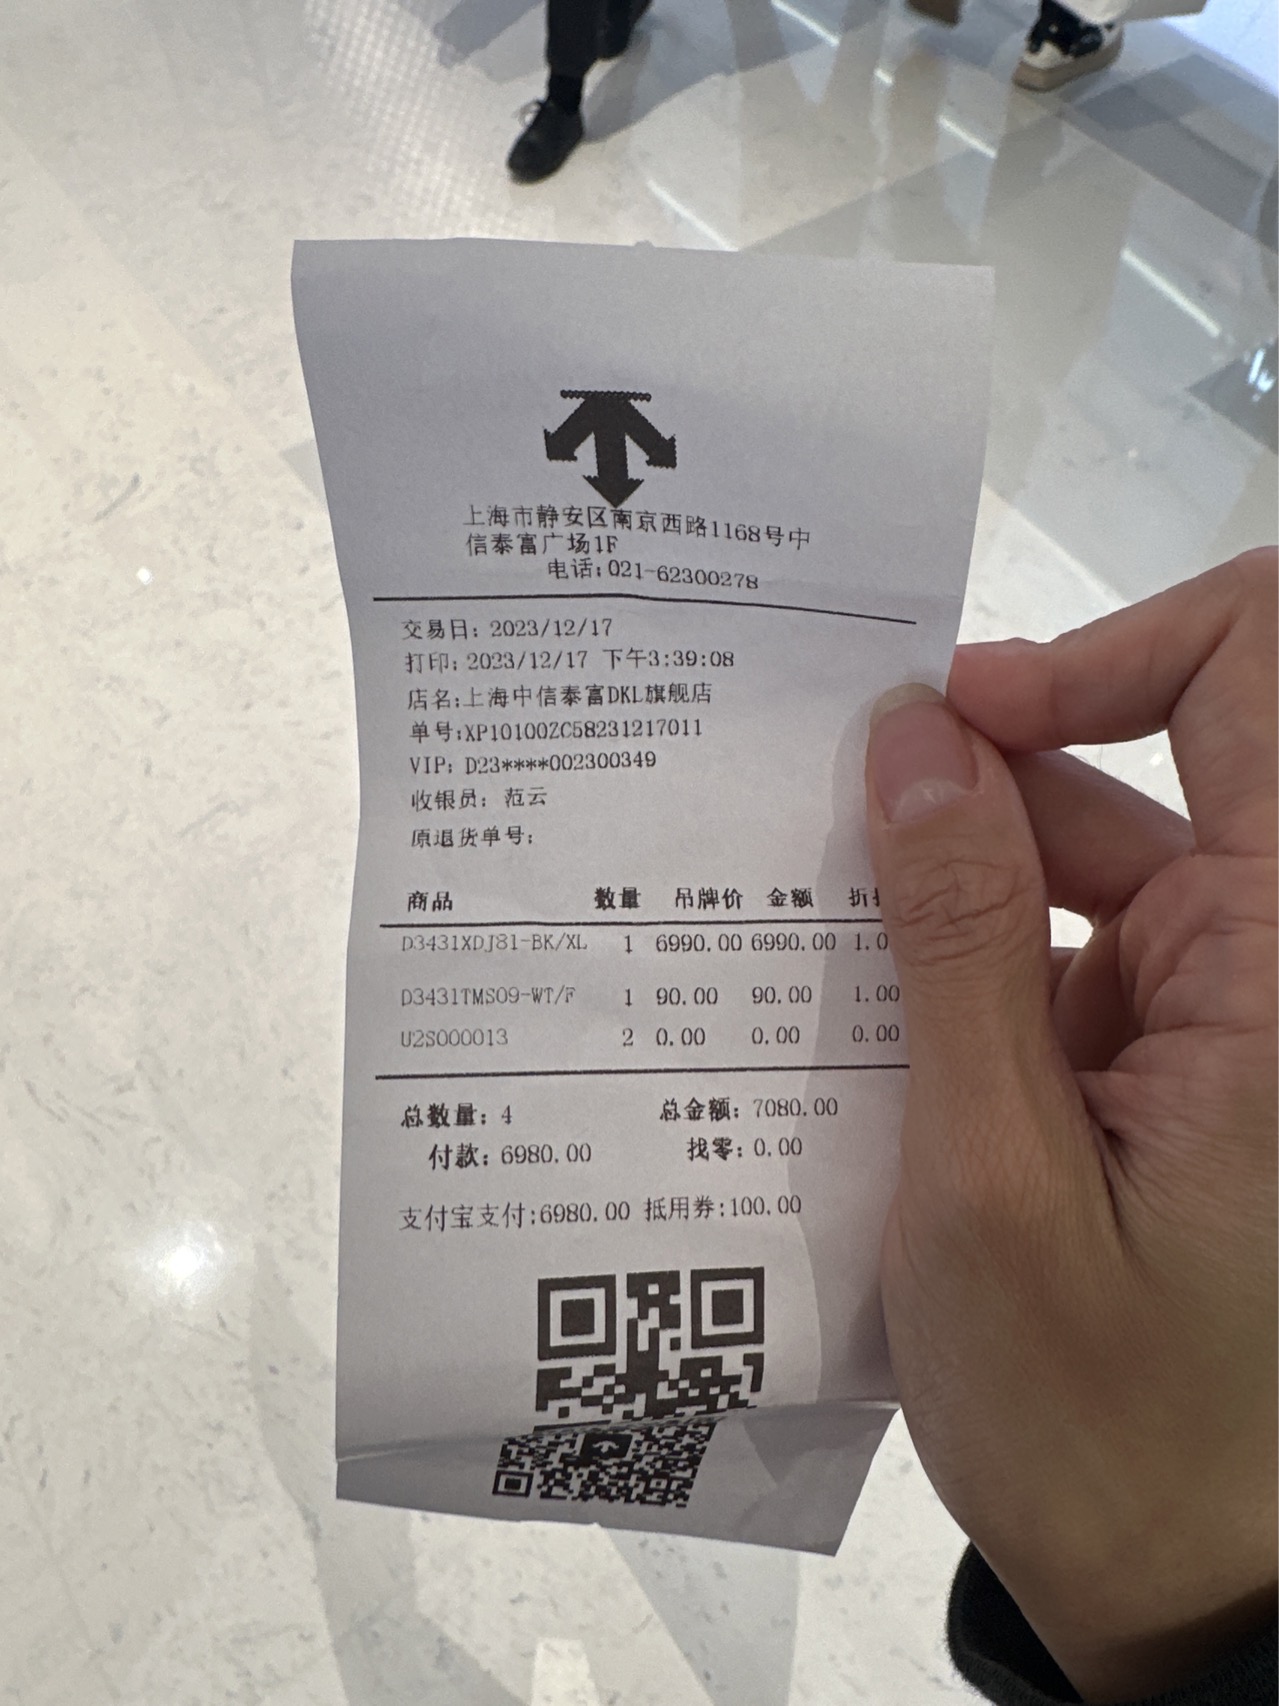 上海市静安区南京西路1168号中
信泰富广场1F
电话:021-62300278
交易日: 2023/12/17
打印: 2023/12/17 下午3:39:08
店名:上海中信泰富DKL旗舰店
单号:XP10100ZC58231217011
VIP: D23****002300349
收银员: 范云
原退货单号:
商品 数量 吊牌价 金额 折
D3431XDJ81-BK/XL 1 6990.00 6990.00 1.0
D3431TMS09-WT/F 1 90.00 90.00 1.00
U2S000013 2 0.00 0.00 0.00
总数量: 4 总金额: 7080.00
付款: 6980.00 找零: 0.00
支付宝支付:6980.00 抵用券:100.00